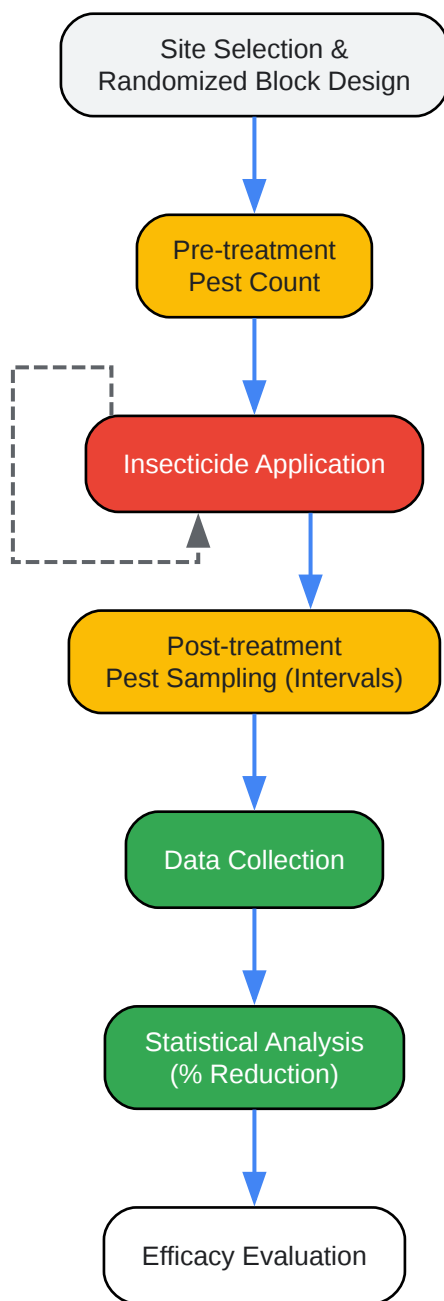 Site Selection &
Randomized Block Design
Pre-treatment
Pest Count
Insecticide Application
Post-treatment
Pest Sampling (Intervals)
Data Collection
Statistical Analysis
(% Reduction)
Efficacy Evaluation